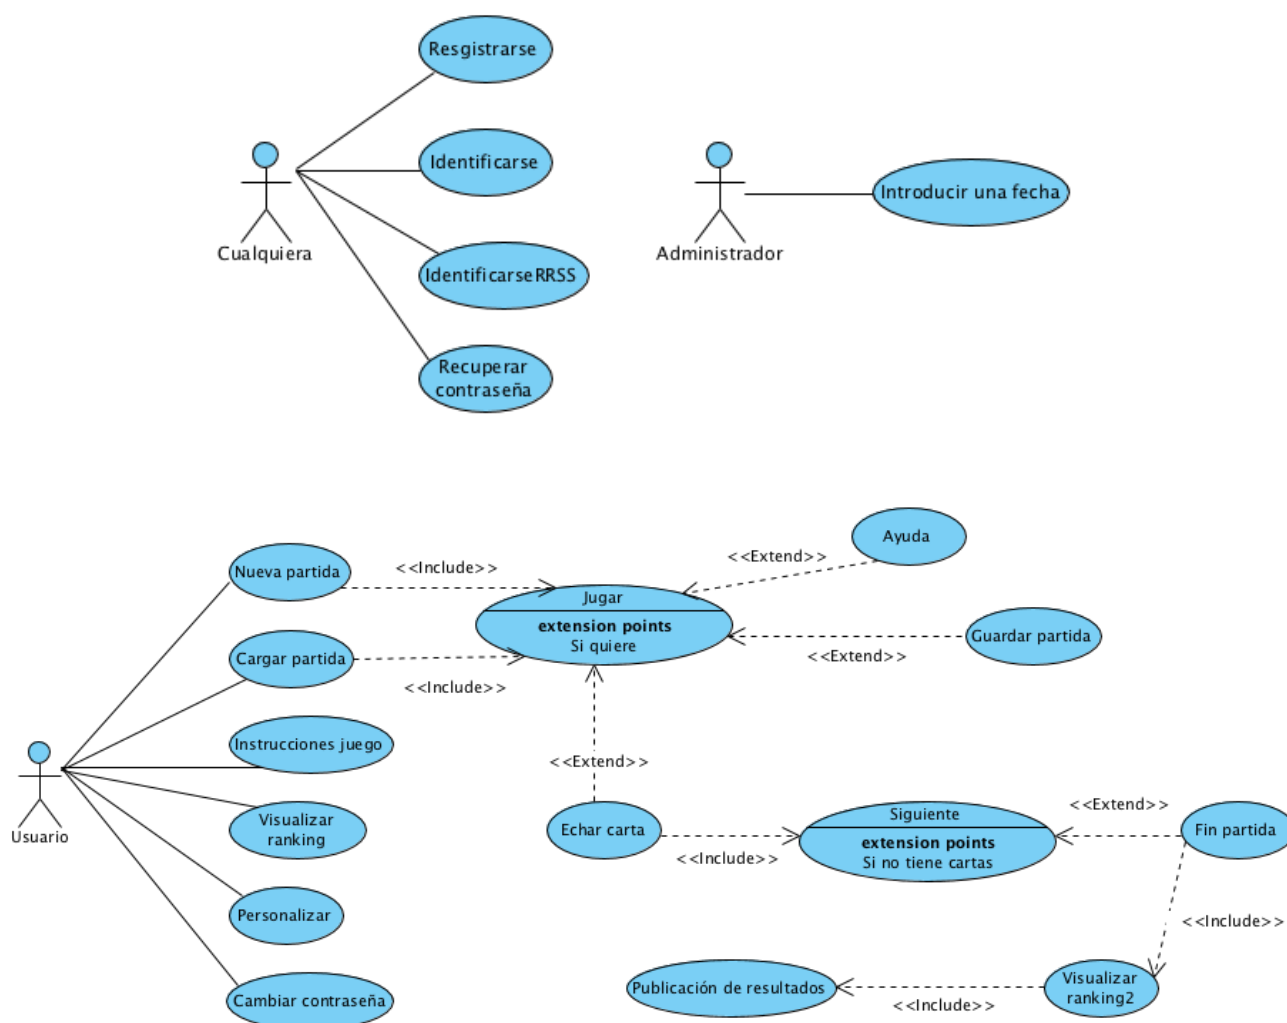 Resgistrarse
Identificarse
Cualquiera
Administrador
Introducir una fecha
IdentificarseRRSS
Recuperar
contraseña
Ayuda
<<Extend>>
Nueva partida
<<Include>>
Jugar
extension points
Si quiere
Guardar partida
<<Extend>>
Cargar partida
<<Include>>
Instrucciones juego
<<Extend>>
Usuario
Visualizar
ranking
Echar carta
<<Include>>
Siguiente
extension points
Si no tiene cartas
<<Extend>>
Fin partida
<<Include>>
Personalizar
Cambiar contraseña
Publicación de resultados
<<Include>>
Visualizar
ranking2